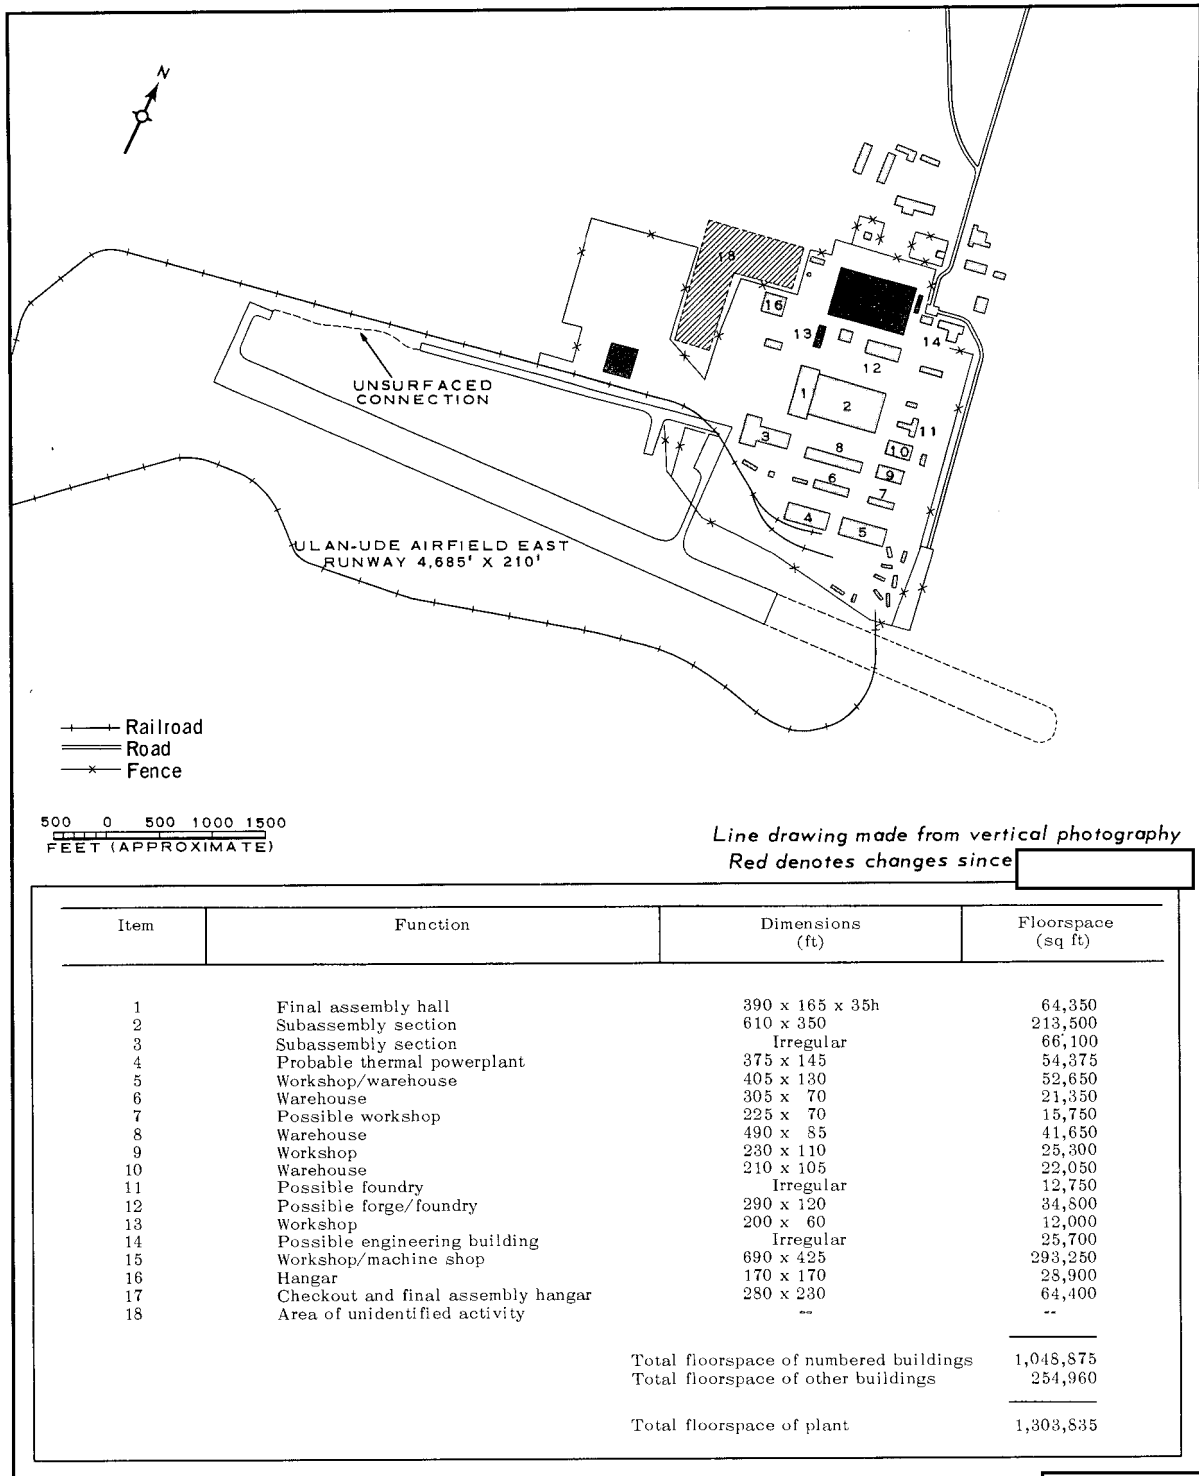 N
18
16
13
14
12
1
2
11
3
8
10
9
6
7
4
5
UNSURFACED
CONNECTION
ULAN-UDE AIRFIELD EAST
RUNWAY 4,685' X 210'
Railroad
Road
Fence
500 0 500 1000 1500
FEET (APPROXIMATE)
Line drawing made from vertical photography
Red denotes changes since
Item Function Dimensions (ft) Floorspace (sq ft)
1 Final assembly hall 390 x 165 x 35h 64,350
2 Subassembly section 610 x 350 213,500
3 Subassembly section Irregular 66,100
4 Probable thermal powerplant 375 x 145 54,375
5 Workshop/warehouse 405 x 130 52,650
6 Warehouse 305 x 70 21,350
7 Possible workshop 225 x 70 15,750
8 Warehouse 490 x 85 41,650
9 Workshop 230 x 110 25,300
10 Warehouse 210 x 105 22,050
11 Possible foundry Irregular 12,750
12 Possible forge/foundry 290 x 120 34,800
13 Workshop 200 x 60 12,000
14 Possible engineering building Irregular 25,700
15 Workshop/machine shop 690 x 425 293,250
16 Hangar 170 x 170 28,900
17 Checkout and final assembly hangar 280 x 230 64,400
18 Area of unidentified activity -- --
Total floorspace of numbered buildings 1,048,875
Total floorspace of other buildings 254,960
Total floorspace of plant 1,303,835